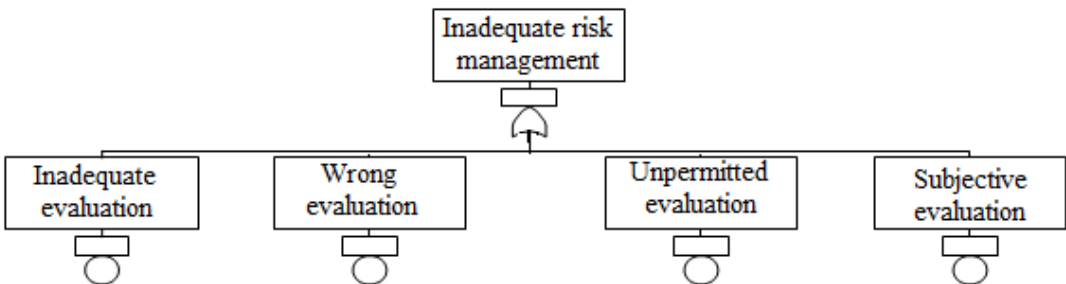 Inadequate risk
management
Inadequate
evaluation
Wrong
evaluation
Unpermitted
evaluation
Subjective
evaluation